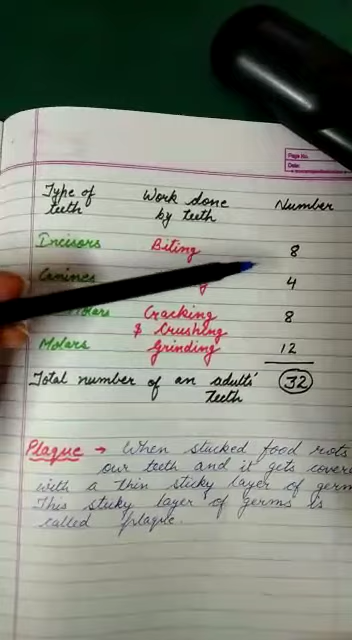 Page No.
Date:
Type of teeth Work done by teeth Number
Incisors Biting 8
Canines 4
8
Cracking & Crushing
Molars Grinding 12
Total number of an adults' teeth 32
Plaque → When stucked food rots
our teeth and it gets covere
with a thin sticky layer of germ
This sticky layer of germs is
called plaque.